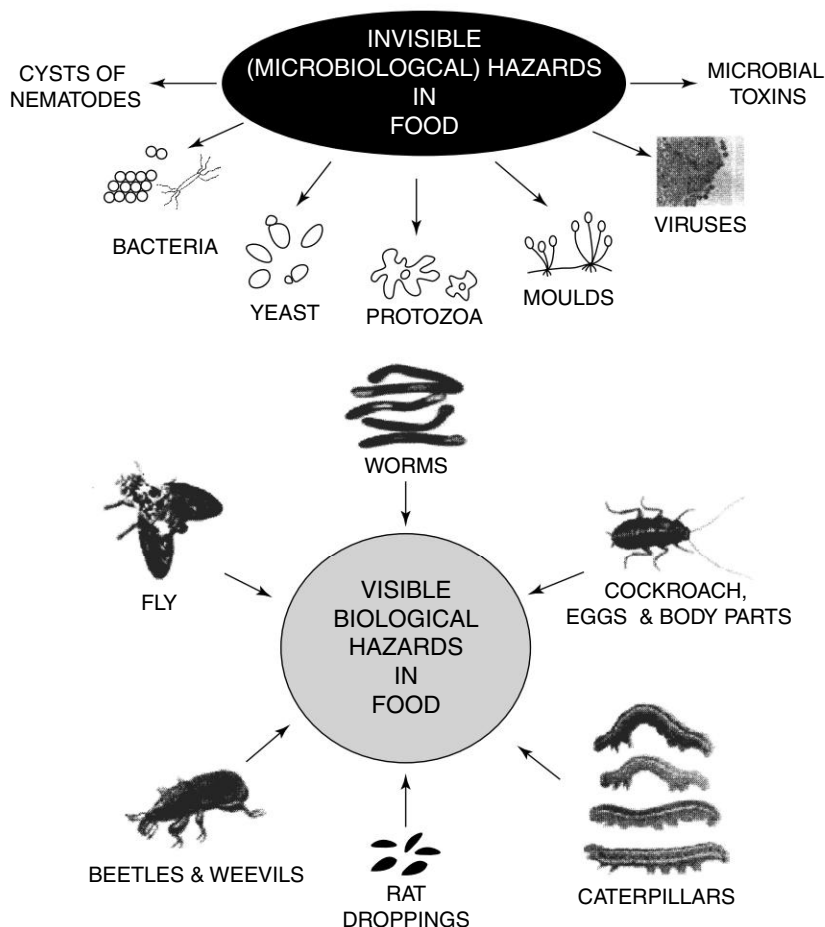 INVISIBLE
(MICROBIOLGCAL) HAZARDS
IN
FOOD
CYSTS OF
NEMATODES
MICROBIAL
TOXINS
BACTERIA
YEAST
PROTOZOA
MOULDS
VIRUSES
WORMS
FLY
COCKROACH,
EGGS & BODY PARTS
VISIBLE
BIOLOGICAL
HAZARDS
IN
FOOD
BEETLES & WEEVILS
RAT
DROPPINGS
CATERPILLARS